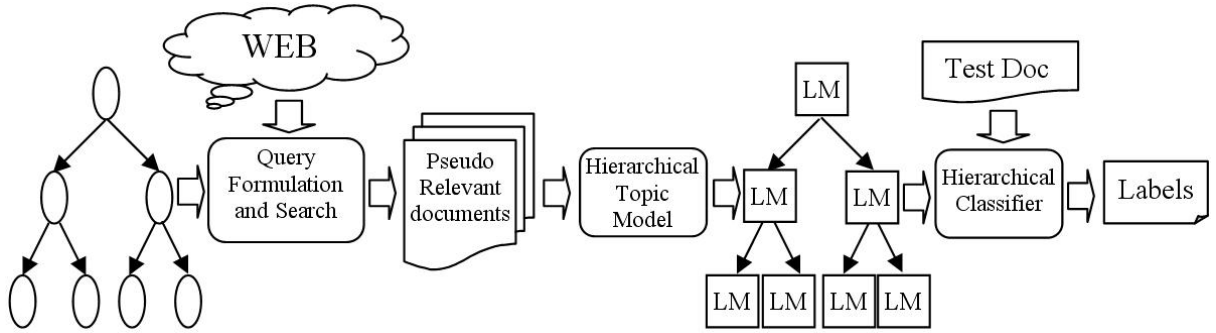 WEB
Query
Formulation
and Search
Pseudo
Relevant
documents
Hierarchical
Topic
Model
LM
LM
LM
LM
LM
LM
LM
Test Doc
Hierarchical
Classifier
Labels